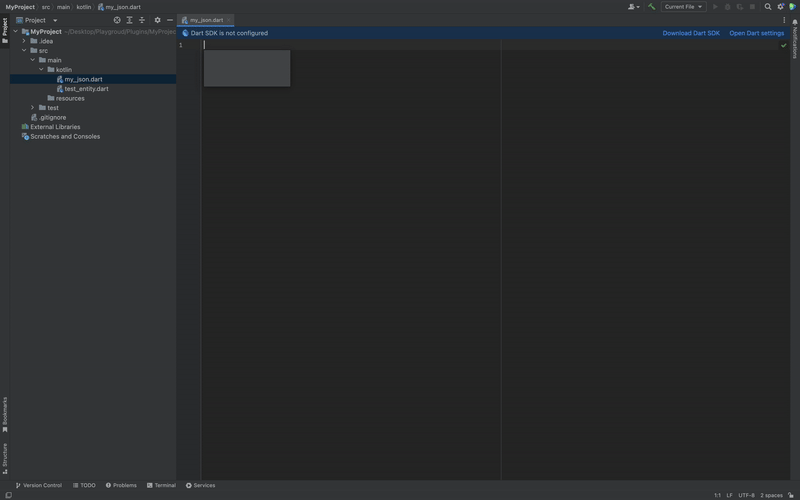 MyProject src main kotlin my_json.dart
Current File
Project
my_json.dart
Dart SDK is not configured
Download Dart SDK Open Dart settings
1
MyProject ~/Desktop/Playgroud/Plugins/MyProj
.idea
src
main
kotlin
my_json.dart
test_entity.dart
resources
test
.gitignore
External Libraries
Scratches and Consoles
Project
Bookmarks
Structure
Notifications
Version Control TODO Problems Terminal Services
1:1 LF UTF-8 2 spaces